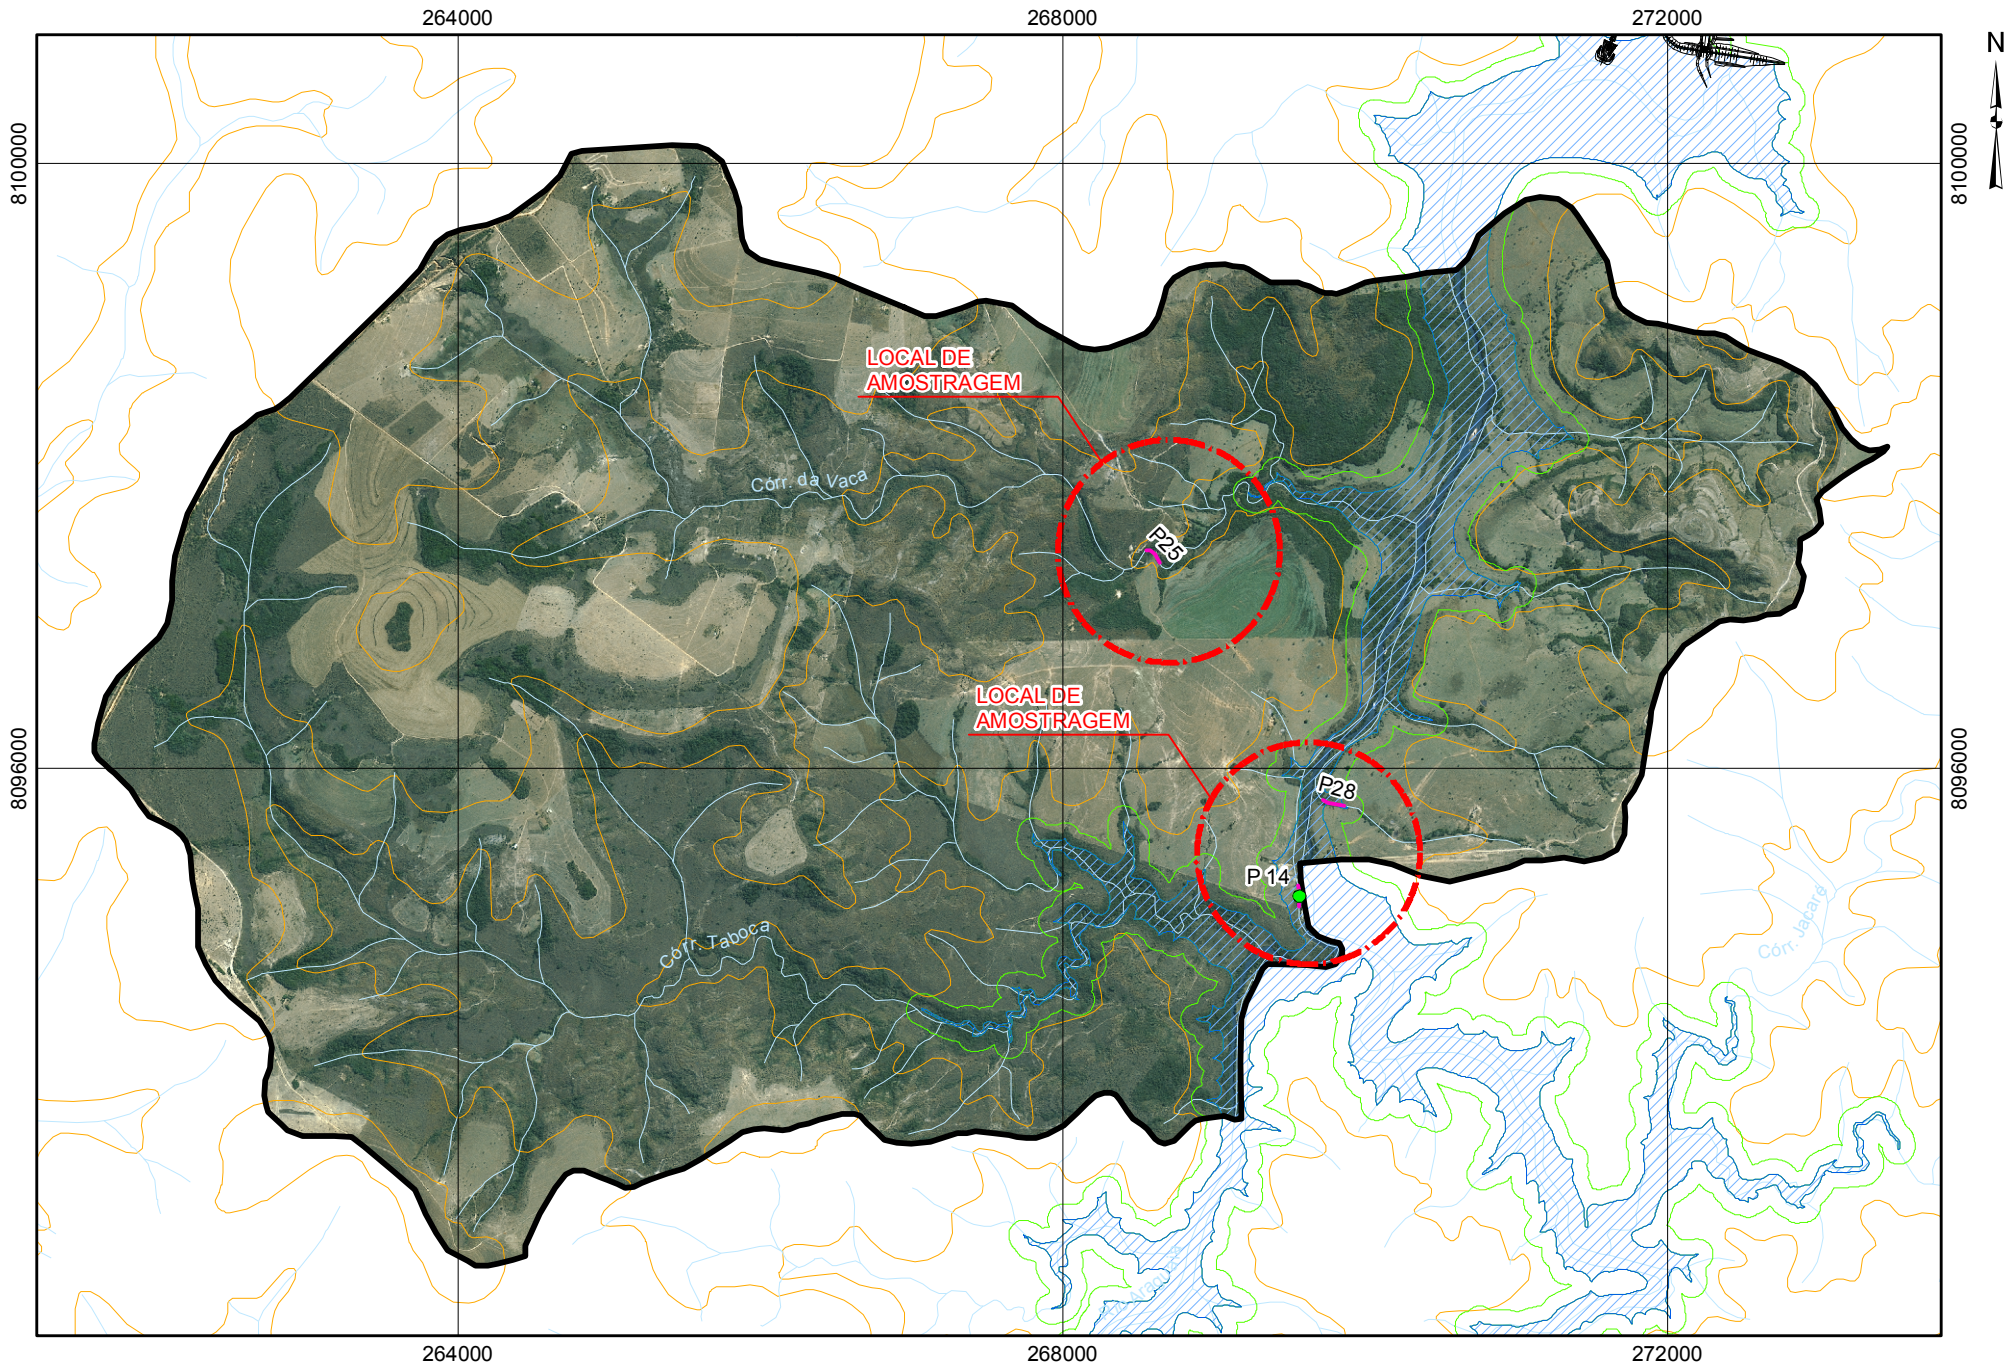 264000
268000
272000
N
8100000
8100000
LOCAL DE
AMOSTRAGEM
Córr. da Vaca
P25
LOCAL DE
AMOSTRAGEM
8096000
8096000
P28
P 14
Córr. Taboca
Córr. Jacaré
264000
268000
272000